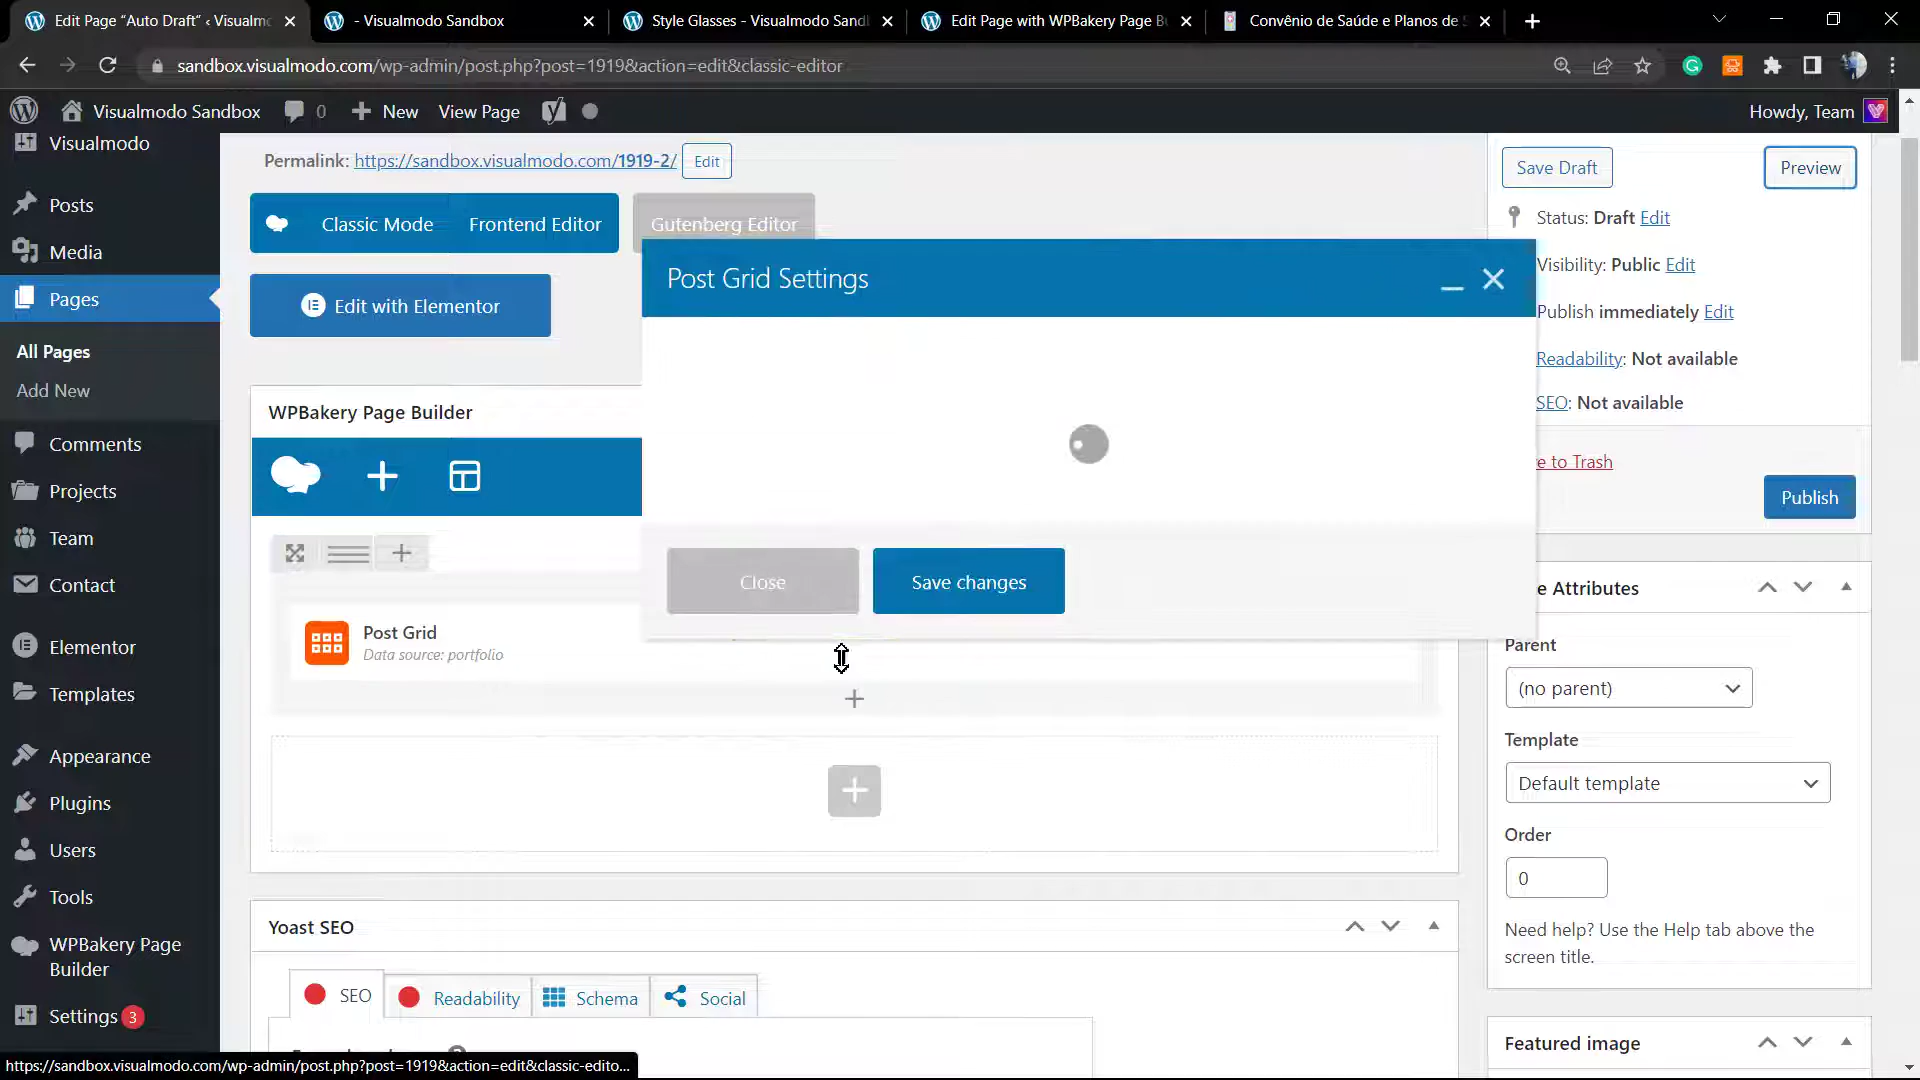 Edit Page “Auto Draft” ‹ Visualmo
- Visualmodo Sandbox
Style Glasses - Visualmodo Sand
Edit Page with WPBakery Page B
Convênio de Saúde e Planos de S
sandbox.visualmodo.com/wp-admin/post.php?post=1919&action=edit&classic-editor
Visualmodo Sandbox
0
New
View Page
Howdy, Team
Visualmodo
Posts
Media
Pages
All Pages
Add New
Comments
Projects
Team
Contact
Elementor
Templates
Appearance
Plugins
Users
Tools
WPBakery Page
Builder
Settings 3
Permalink: https://sandbox.visualmodo.com/1919-2/ Edit
Classic Mode
Frontend Editor
Gutenberg Editor
Edit with Elementor
WPBakery Page Builder
Post Grid
Data source: portfolio
Post Grid Settings
Close
Save changes
Yoast SEO
SEO
Readability
Schema
Social
Save Draft
Preview
Status: Draft Edit
Visibility: Public Edit
Publish immediately Edit
Readability: Not available
SEO: Not available
e to Trash
Publish
e Attributes
Parent
(no parent)
Template
Default template
Order
0
Need help? Use the Help tab above the
screen title.
Featured image
https://sandbox.visualmodo.com/wp-admin/post.php?post=1919&action=edit&classic-edito...